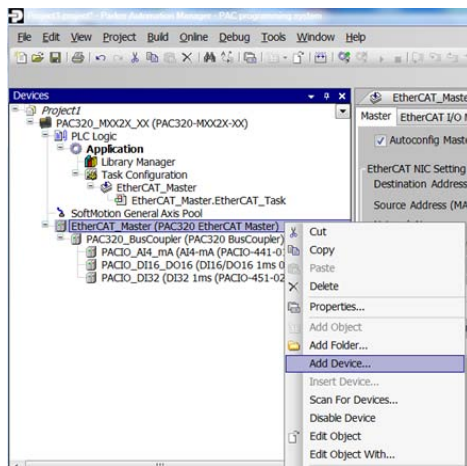 Project1.project* - Parker Automation Manager - PAC programming system
File Edit View Project Build Online Debug Tools Window Help
Devices
Project1
PAC320_MXX2X_XX (PAC320-MXX2X-XX)
PLC Logic
Application
Library Manager
Task Configuration
EtherCAT_Master
EtherCAT_Master.EtherCAT_Task
SoftMotion General Axis Pool
EtherCAT_Master (PAC320 EtherCAT Master)
PAC320_BusCoupler (PAC320 BusCoupler)
PACIO_AI4_mA (AI4-mA (PACIO-441-0
PACIO_DI16_DO16 (DI16/DO16 1ms 0
PACIO_DI32 (DI32 1ms (PACIO-451-02
EtherCAT_Maste
Master EtherCAT I/O M
Autoconfig Maste
EtherCAT NIC Setting
Destination Address
Source Address (MA
Cut
Copy
Paste
Delete
Properties...
Add Object
Add Folder...
Add Device...
Insert Device...
Scan For Devices...
Disable Device
Edit Object
Edit Object With...